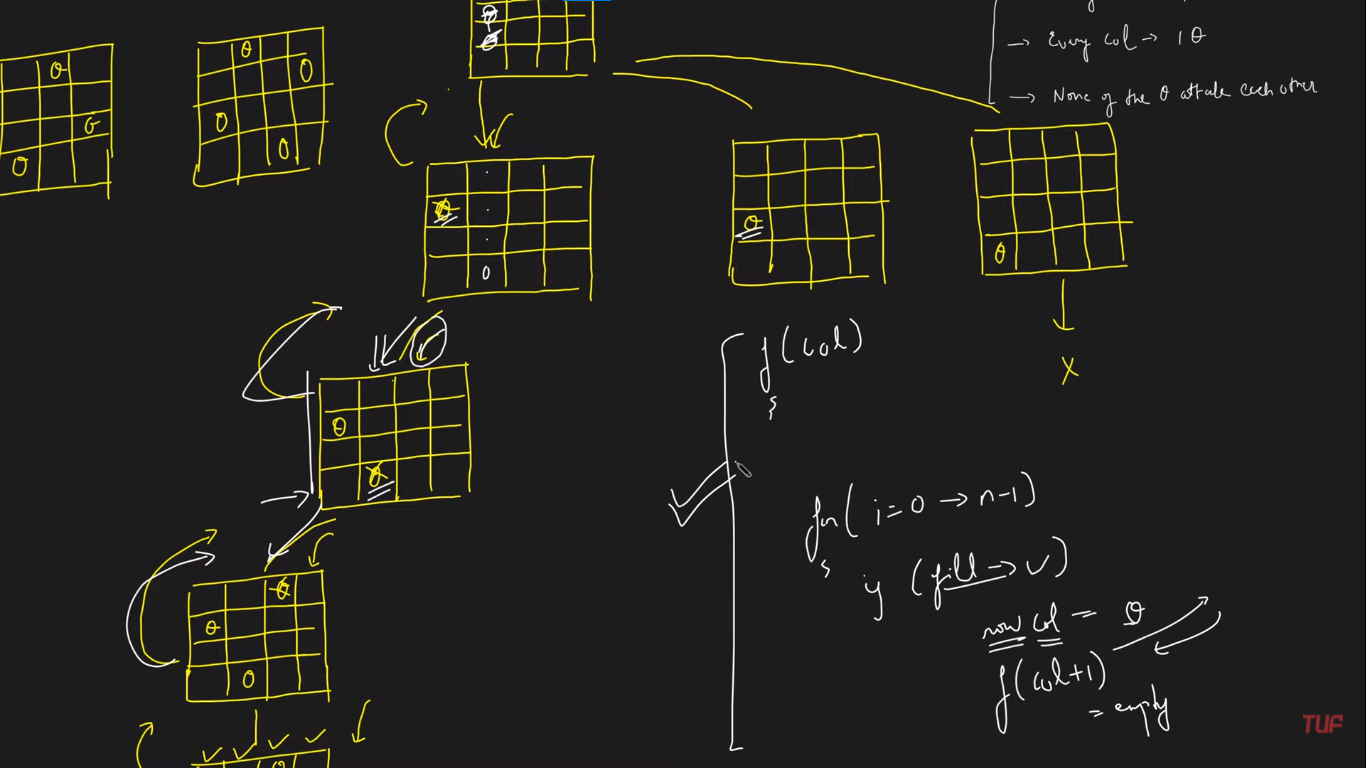 → Every col → 1 Q
→ None of the Q attack each other
f(col)
{
for( i=0 → n-1)
{
if (fill → ✓)
row col = Q
f(col+1)
= empty
TUF